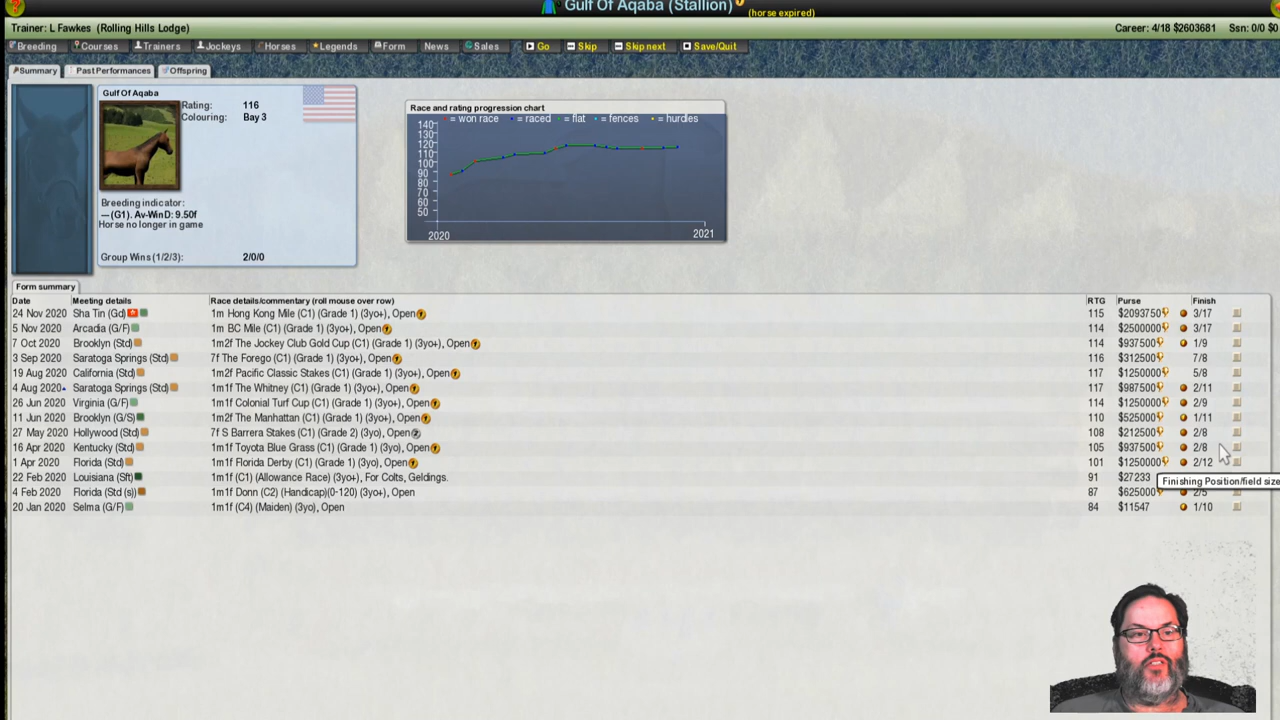 Gulf Of Aqaba (Stallion)
(horse expired)
Trainer: L Fawkes (Rolling Hills Lodge)
Career: 4/18 $2603681 Ssn: 0/0 $0
Breeding Courses Trainers Jockeys Horses Legends Form News Sales Go Skip Skip next Save/Quit
Summary Past Performances Offspring
Gulf Of Aqaba
Rating: 116
Colouring: Bay 3
Breeding indicator:
— (G1). Av-WinD: 9.50f
Horse no longer in game
Group Wins (1/2/3): 2/0/0
Race and rating progression chart
= won race = raced = flat = fences = hurdles
140
130
120
110
100
90
80
70
60
50
2020 2021
Form summary
Date Meeting details Race details/commentary (roll mouse over row) RTG Purse Finish
24 Nov 2020 Sha Tin (Gd) 1m Hong Kong Mile (C1) (Grade 1) (3yo+), Open 115 $2093750 3/17
5 Nov 2020 Arcadia (G/F) 1m BC Mile (C1) (Grade 1) (3yo+), Open 114 $2500000 3/17
7 Oct 2020 Brooklyn (Std) 1m2f The Jockey Club Gold Cup (C1) (Grade 1) (3yo+), Open 114 $937500 1/9
3 Sep 2020 Saratoga Springs (Std) 7f The Forego (C1) (Grade 1) (3yo+), Open 116 $312500 7/8
19 Aug 2020 California (Std) 1m2f Pacific Classic Stakes (C1) (Grade 1) (3yo+), Open 117 $1250000 5/8
4 Aug 2020 Saratoga Springs (Std) 1m1f The Whitney (C1) (Grade 1) (3yo+), Open 117 $987500 2/11
26 Jun 2020 Virginia (G/F) 1m1f Colonial Turf Cup (C1) (Grade 1) (3yo+), Open 114 $1250000 2/9
11 Jun 2020 Brooklyn (G/S) 1m2f The Manhattan (C1) (Grade 1) (3yo+), Open 110 $525000 1/11
27 May 2020 Hollywood (Std) 7f S Barrera Stakes (C1) (Grade 2) (3yo), Open 108 $212500 2/8
16 Apr 2020 Kentucky (Std) 1m1f Toyota Blue Grass (C1) (Grade 1) (3yo), Open 105 $937500 2/8
1 Apr 2020 Florida (Std) 1m1f Florida Derby (C1) (Grade 1) (3yo), Open 101 $1250000 2/12
22 Feb 2020 Louisiana (Sft) 1m1f (C1) (Allowance Race) (3yo+), For Colts, Geldings. 91 $27233
Finishing Position/field size
4 Feb 2020 Florida (Std (s)) 1m1f Donn (C2) (Handicap)(0-120) (3yo+), Open 87 $625000 2/5
20 Jan 2020 Selma (G/F) 1m1f (C4) (Maiden) (3yo), Open 84 $11547 1/10